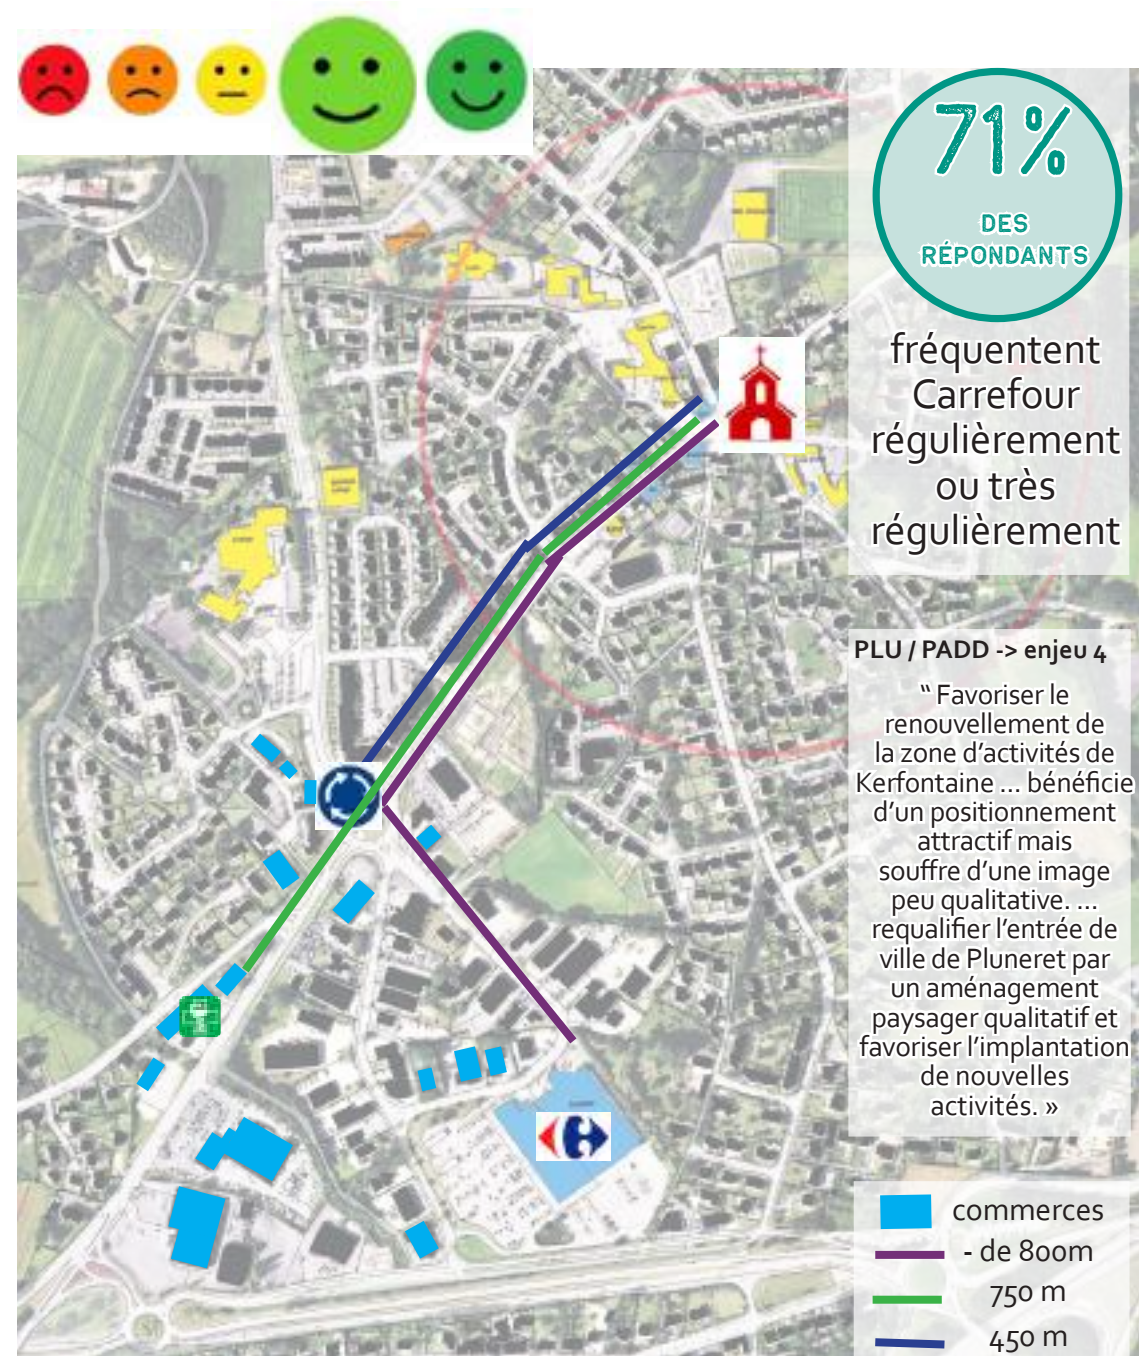 71%
DES
RÉPONDANTS
fréquentent
Carrefour
régulièrement
ou très
régulièrement
PLU / PADD -> enjeu 4
“ Favoriser le
renouvellement de
la zone d’activités de
Kerfontaine ... bénéficie
d’un positionnement
attractif mais
souffre d’une image
peu qualitative. ...
requalifier l’entrée de
ville de Pluneret par
un aménagement
paysager qualitatif et
favoriser l’implantation
de nouvelles
activités. »
commerces
- de 800m
750 m
450 m